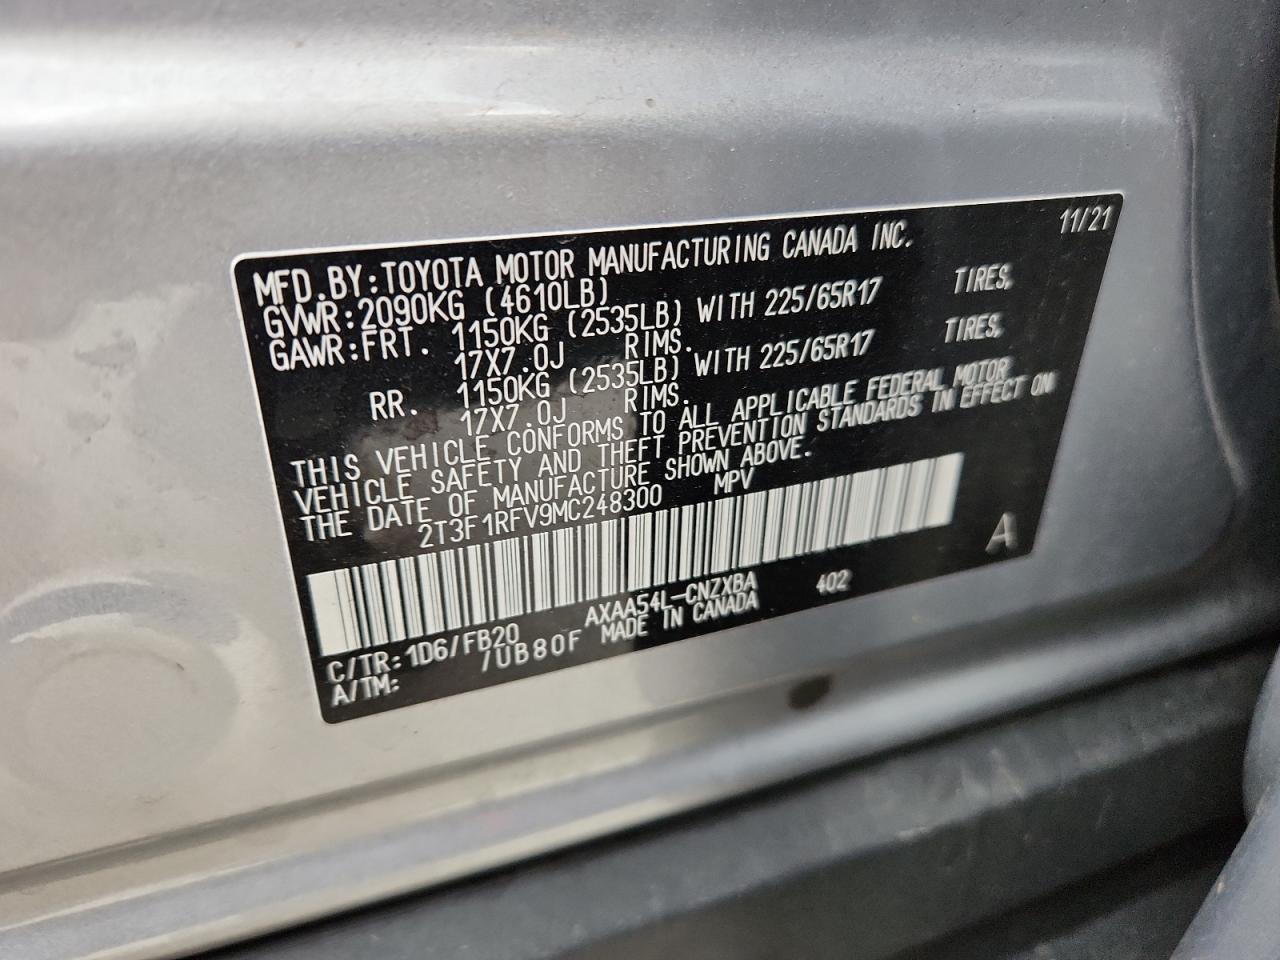 11/21
MFD.BY:TOYOTA MOTOR MANUFACTURING CANADA INC.
GVWR:2090KG (4610LB)
GAWR:FRT. 1150KG (2535LB) WITH 225/65R17 TIRES,
17X7.0J RIMS.
RR. 1150KG (2535LB) WITH 225/65R17 TIRES,
17X7.0J RIMS.
THIS VEHICLE CONFORMS TO ALL APPLICABLE FEDERAL MOTOR
VEHICLE SAFETY AND THEFT PREVENTION STANDARDS IN EFFECT ON
THE DATE OF MANUFACTURE SHOWN ABOVE.
2T3F1RFV9MC248300 MPV
A
C/TR:1D6/FB20 AXAA54L-CNZXBA 402
A/TM: /UB80F MADE IN CANADA